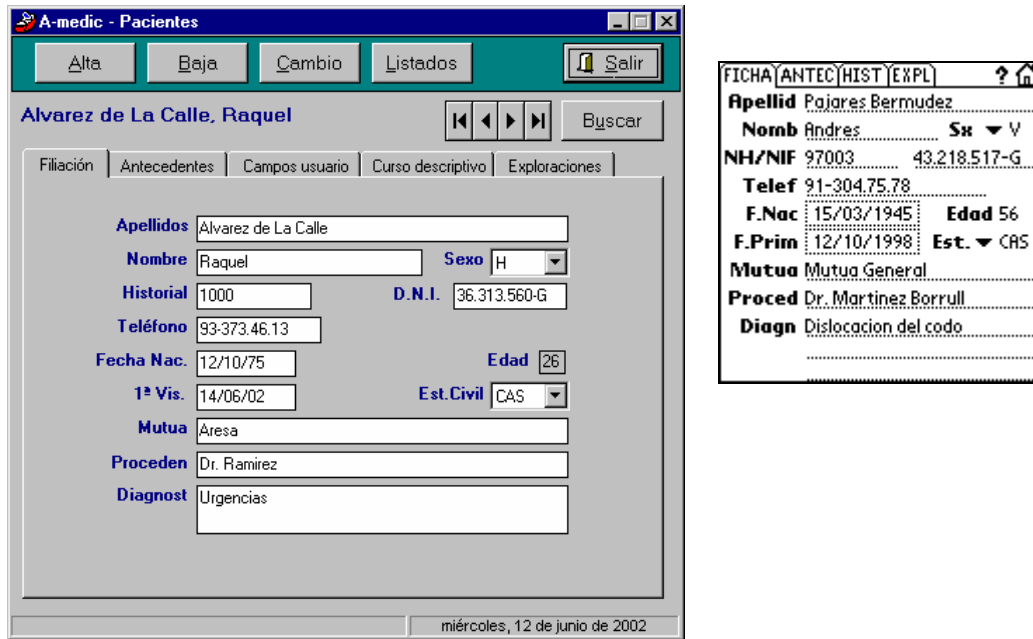 A-medic - Pacientes
Alta Baja Cambio Listados Salir
Alvarez de La Calle, Raquel Buscar
Filiación Antecedentes Campos usuario Curso descriptivo Exploraciones
Apellidos Alvarez de La Calle
Nombre Raquel Sexo H
Historial 1000 D.N.I. 36.313.560-G
Teléfono 93-373.46.13
Fecha Nac. 12/10/75 Edad 26
1ª Vis. 14/06/02 Est.Civil CAS
Mutua Aresa
Proceden Dr. Ramirez
Diagnost Urgencias
miércoles, 12 de junio de 2002
FICHA ANTEC HIST EXPL ?
Apellid Pajares Bermudez
Nomb Andres Sx V
NH/NIF 97003 43.218.517-G
Telef 91-304.75.78
F.Nac 15/03/1945 Edad 56
F.Prim 12/10/1998 Est. CAS
Mutua Mutua General
Proced Dr. Martinez Borrull
Diagn Dislocacion del codo